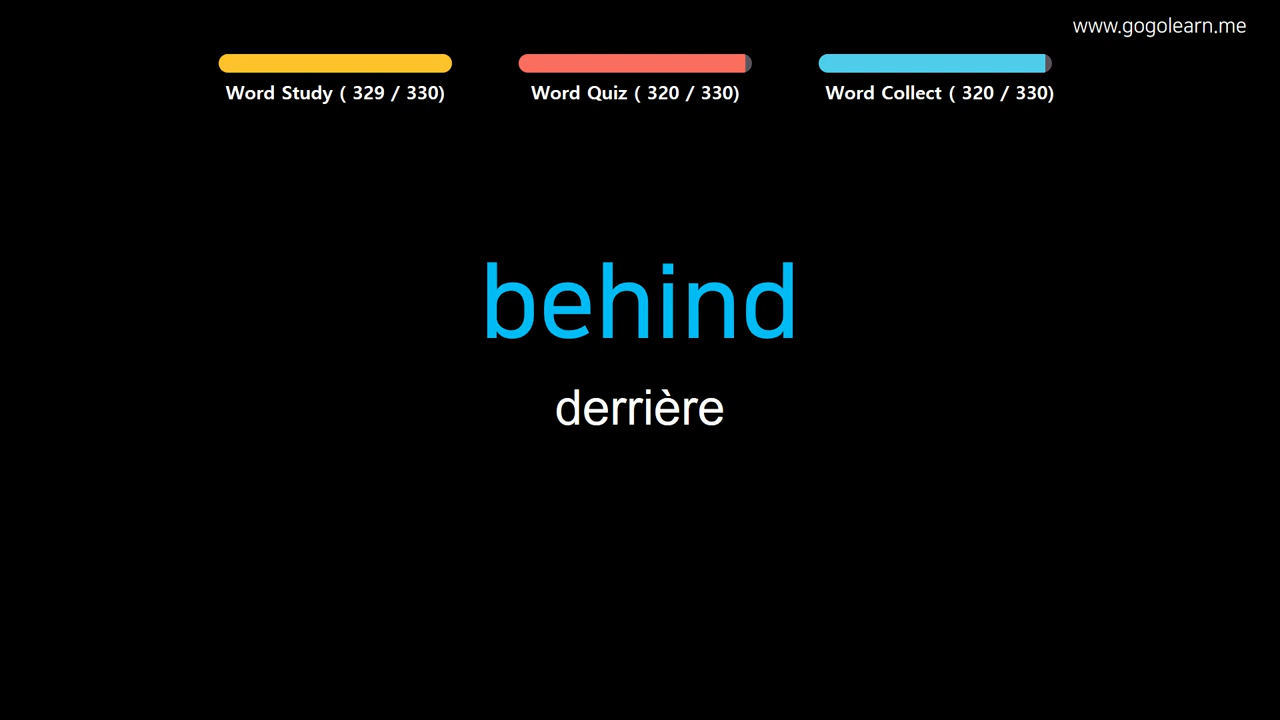 www.gogolearn.me
Word Study ( 329 / 330)
Word Quiz ( 320 / 330)
Word Collect ( 320 / 330)
behind
derrière